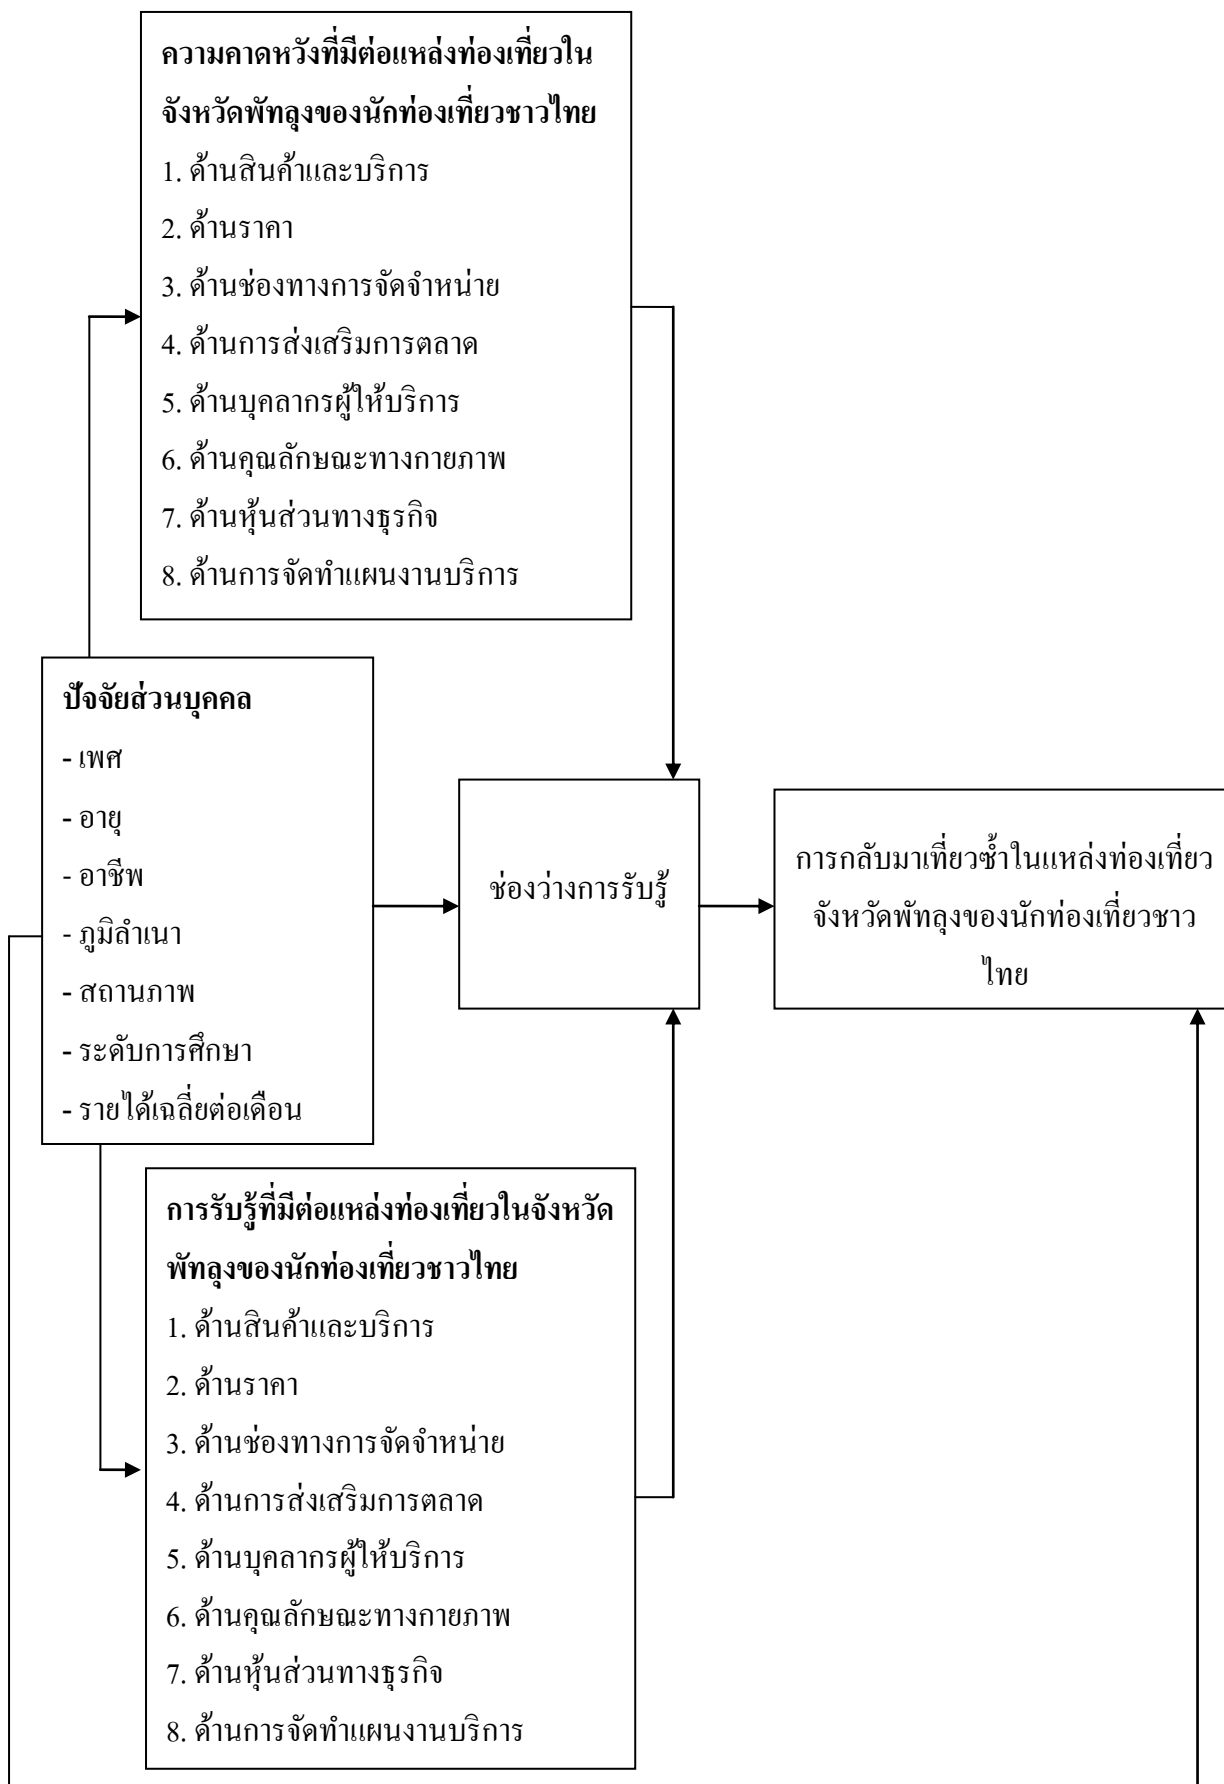 ความคาดหวังที่มีต่อแหล่งท่องเที่ยวใน
จังหวัดพัทลุงของนักท่องเที่ยวชาวไทย
1. ด้านสินค้าและบริการ
2. ด้านราคา
3. ด้านช่องทางการจัดจำหน่าย
4. ด้านการส่งเสริมการตลาด
5. ด้านบุคลากรผู้ให้บริการ
6. ด้านคุณลักษณะทางกายภาพ
7. ด้านหุ้นส่วนทางธุรกิจ
8. ด้านการจัดทำแผนงานบริการ
ปัจจัยส่วนบุคคล
- เพศ
- อายุ
- อาชีพ
- ภูมิลำเนา
- สถานภาพ
- ระดับการศึกษา
- รายได้เฉลี่ยต่อเดือน
ช่องว่างการรับรู้
การกลับมาเที่ยวซ้ำในแหล่งท่องเที่ยว
จังหวัดพัทลุงของนักท่องเที่ยวชาว
ไทย
การรับรู้ที่มีต่อแหล่งท่องเที่ยวในจังหวัด
พัทลุงของนักท่องเที่ยวชาวไทย
1. ด้านสินค้าและบริการ
2. ด้านราคา
3. ด้านช่องทางการจัดจำหน่าย
4. ด้านการส่งเสริมการตลาด
5. ด้านบุคลากรผู้ให้บริการ
6. ด้านคุณลักษณะทางกายภาพ
7. ด้านหุ้นส่วนทางธุรกิจ
8. ด้านการจัดทำแผนงานบริการ